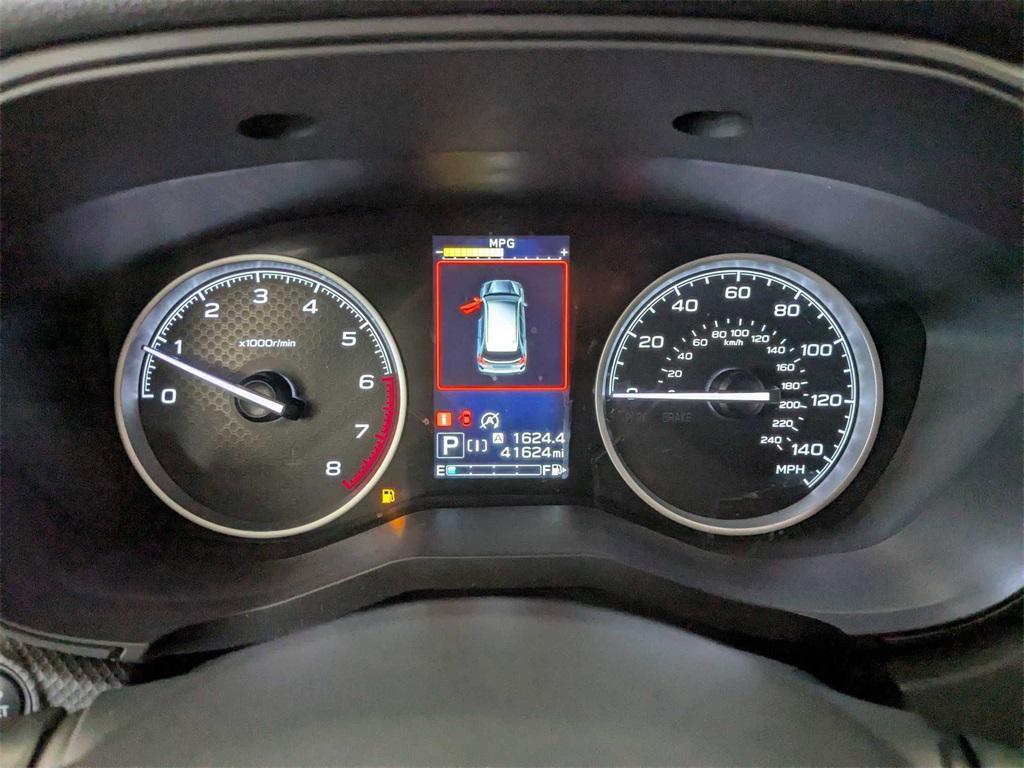 MPG
- +
0 1 2 3 4 5 6 7 8
x1000r/min
P
A 1624.4
41624mi
E F
20 40 60 80 100 120 140
20 40 60 80 100 120 140 160 180 200 220 240
km/h
MPH
BRAKE